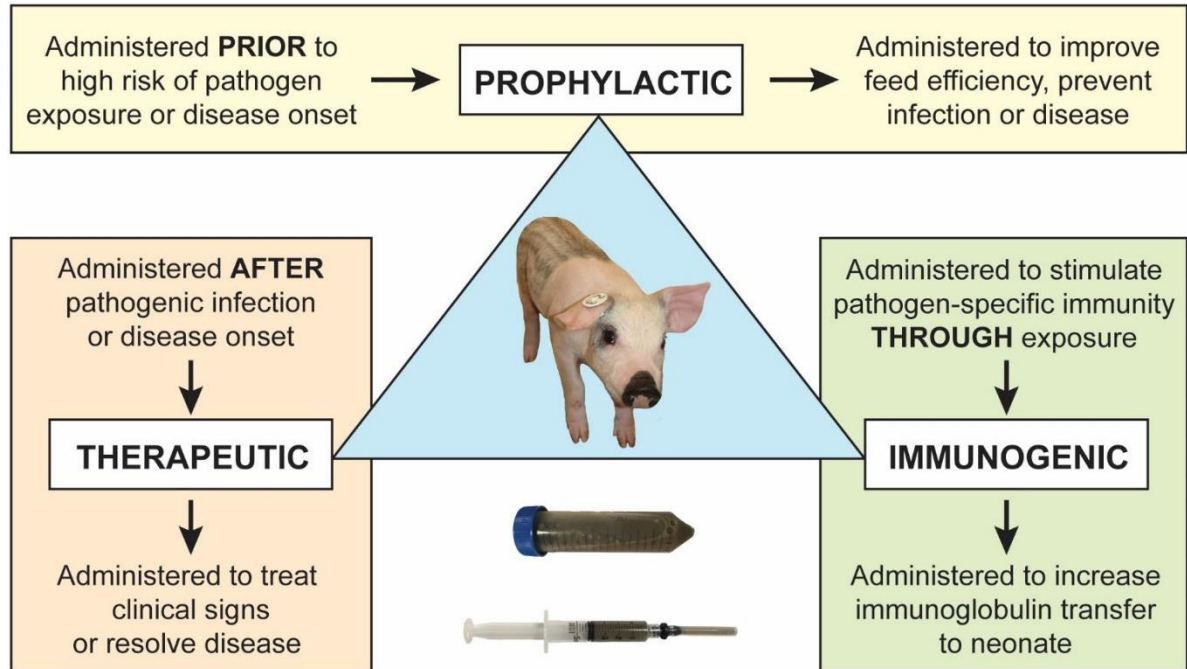 Administered PRIOR to
high risk of pathogen
exposure or disease onset
PROPHYLACTIC
Administered to improve
feed efficiency, prevent
infection or disease
Administered AFTER
pathogenic infection
or disease onset
THERAPEUTIC
Administered to treat
clinical signs
or resolve disease
Administered to stimulate
pathogen-specific immunity
THROUGH exposure
IMMUNOGENIC
Administered to increase
immunoglobulin transfer
to neonate